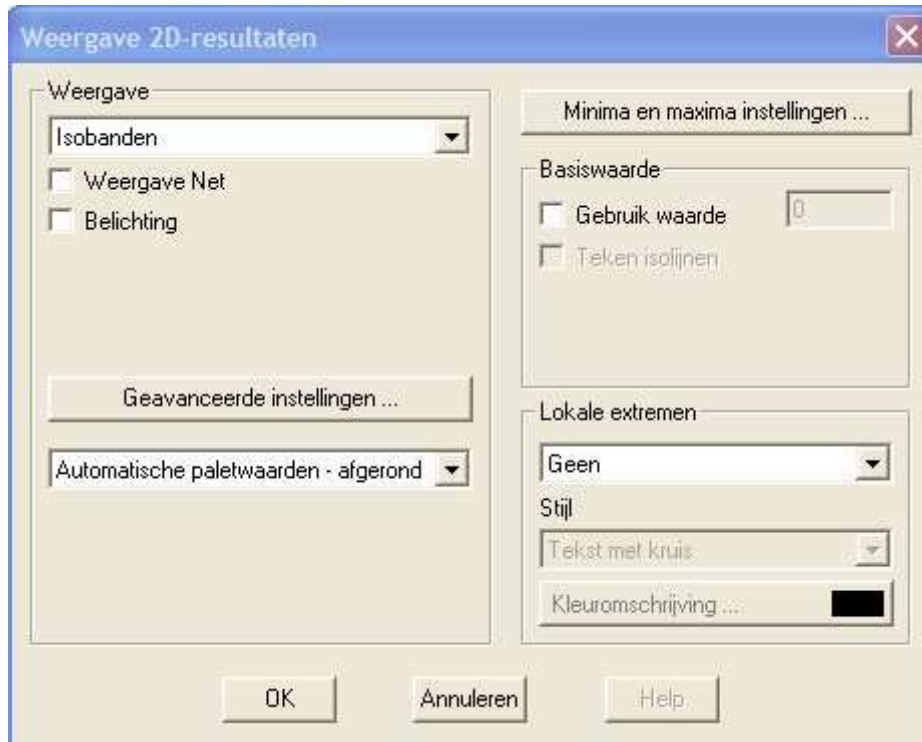 Weergave 2D-resultaten
Weergave
Isobanden
Weergave Net
Belichting
Geavanceerde instellingen ...
Automatische paletwaarden - afgerond
Minima en maxima instellingen ...
Basiswaarde
Gebruik waarde
0
Teken isolijnen
Lokale extremen
Geen
Stijl
Tekst met kruis
Kleuromschrijving ...
OK
Annuleren
Help